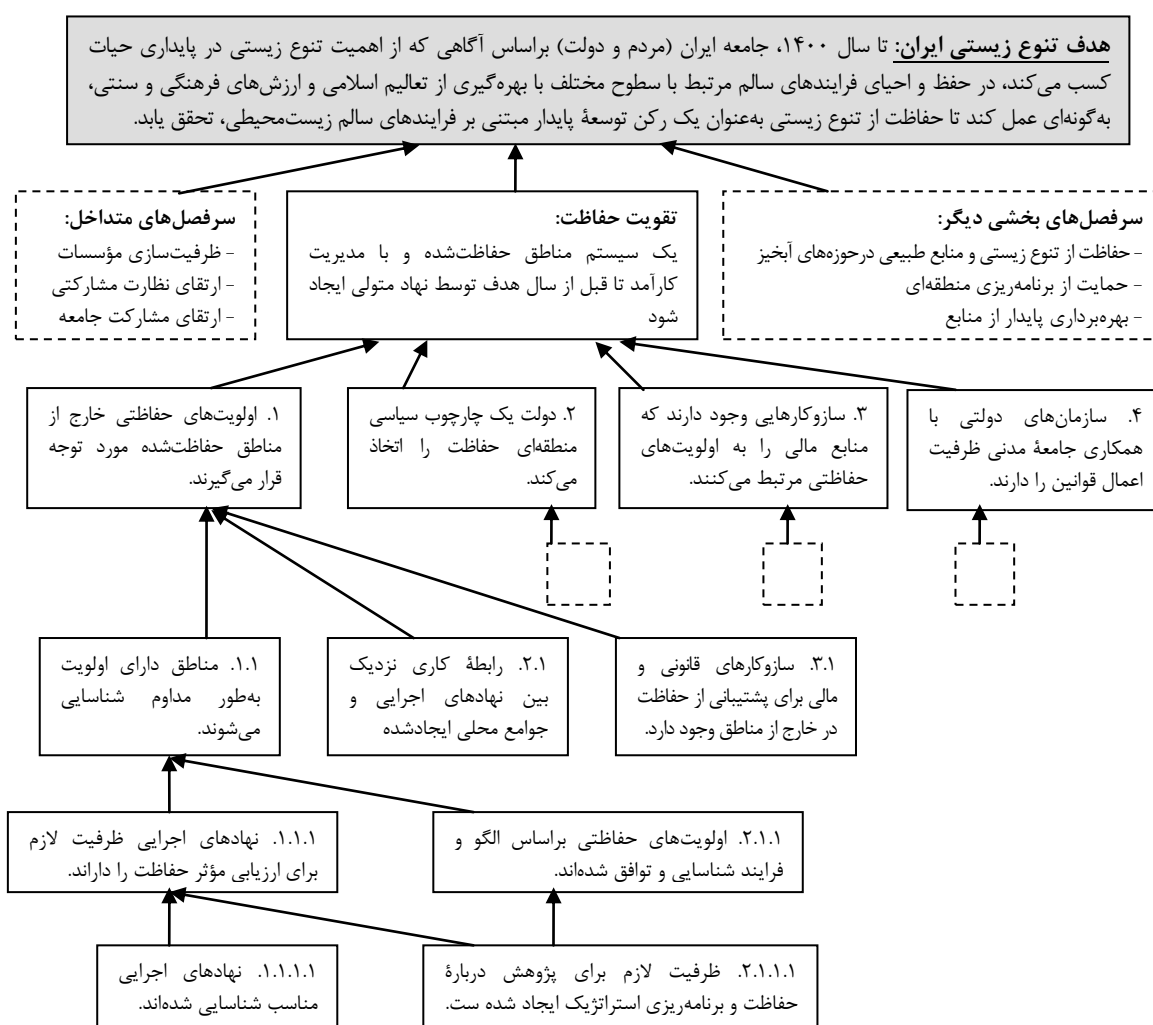 هدف تنوع زیستی ایران: تا سال ۱۴۰۰، جامعه ایران (مردم و دولت) براساس آگاهی که از اهمیت تنوع زیستی در پایداری حیات
کسب می‌کند، در حفظ و احیای فرایندهای سالم مرتبط با سطوح مختلف با بهره‌گیری از تعالیم اسلامی و ارزش‌های فرهنگی و سنتی،
به‌گونه‌ای عمل کند تا حفاظت از تنوع زیستی به‌عنوان یک رکن توسعهٔ پایدار مبتنی بر فرایندهای سالم زیست‌محیطی، تحقق یابد.
سرفصل‌های بخشی دیگر:
- حفاظت از تنوع زیستی و منابع طبیعی درحوزه‌های آبخیز
- حمایت از برنامه‌ریزی منطقه‌ای
- بهره‌برداری پایدار از منابع
تقویت حفاظت:
یک سیستم مناطق حفاظت‌شده و با مدیریت
کارآمد تا قبل از سال هدف توسط نهاد متولی ایجاد
شود
سرفصل‌های متداخل:
- ظرفیت‌سازی مؤسسات
- ارتقای نظارت مشارکتی
- ارتقای مشارکت جامعه
۴. سازمان‌های دولتی با
همکاری جامعهٔ مدنی ظرفیت
اعمال قوانین را دارند.
۳. سازوکارهایی وجود دارند که
منابع مالی را به اولویت‌های
حفاظتی مرتبط می‌کنند.
۲. دولت یک چارچوب سیاسی
منطقه‌ای حفاظت را اتخاذ
می‌کند.
۱. اولویت‌های حفاظتی خارج از
مناطق حفاظت‌شده مورد توجه
قرار می‌گیرند.
۳.۱. سازوکارهای قانونی و
مالی برای پشتیبانی از حفاظت
در خارج از مناطق وجود دارد.
۲.۱. رابطهٔ کاری نزدیک
بین نهادهای اجرایی و
جوامع محلی ایجادشده
۱.۱. مناطق دارای اولویت
به‌طور مداوم شناسایی
می‌شوند.
۲.۱.۱. اولویت‌های حفاظتی براساس الگو و
فرایند شناسایی و توافق شده‌اند.
۱.۱.۱. نهادهای اجرایی ظرفیت لازم
برای ارزیابی مؤثر حفاظت را داراند.
۲.۱.۱.۱. ظرفیت لازم برای پژوهش دربارهٔ
حفاظت و برنامه‌ریزی استراتژیک ایجاد شده ست.
۱.۱.۱.۱. نهادهای اجرایی
مناسب شناسایی شده‌اند.